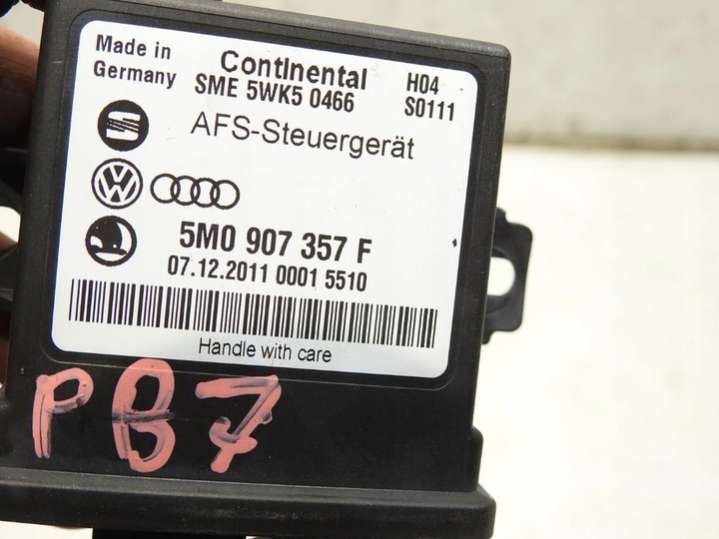 Made in
Germany
Continental
SME 5WK5 0466
H04
S0111
AFS-Steuergerät
5M0 907 357 F
07.12.2011 0001 5510
Handle with care
PB7